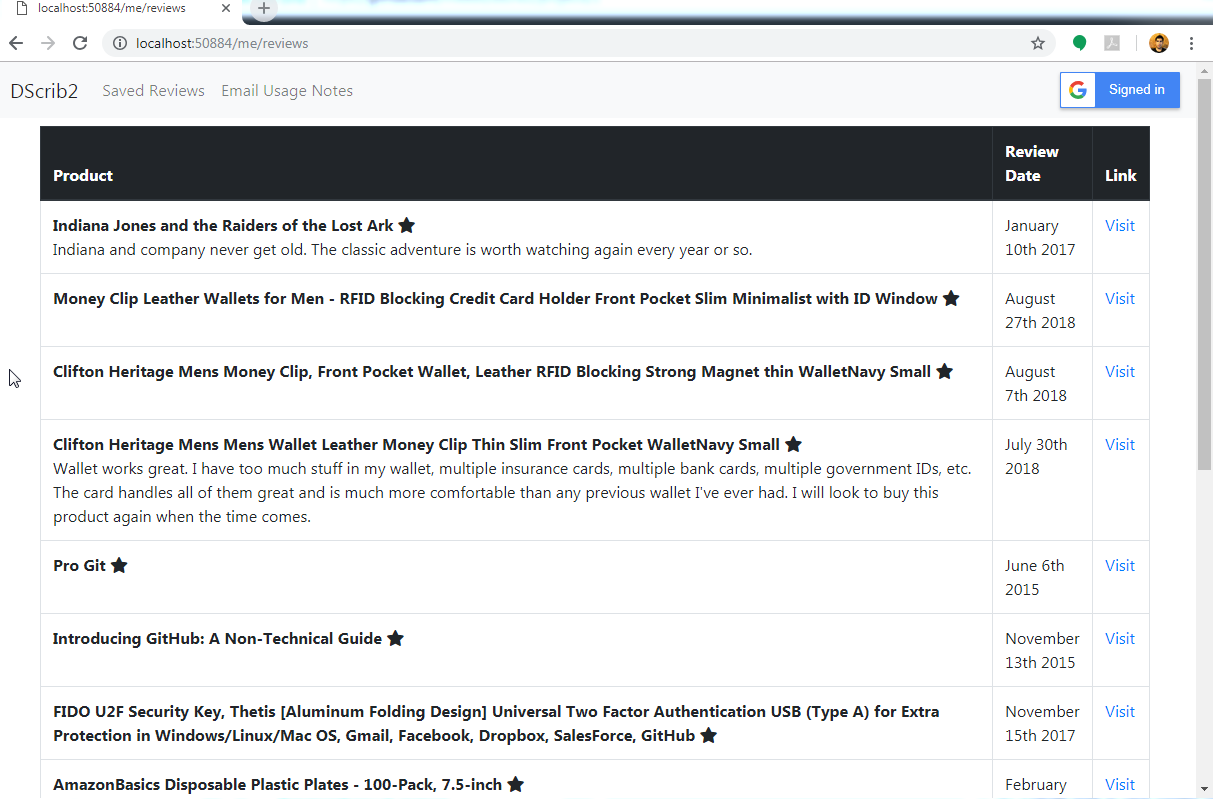 localhost:50884/me/reviews
localhost:50884/me/reviews
DScrib2 Saved Reviews Email Usage Notes Signed in
Product Review Date Link
Indiana Jones and the Raiders of the Lost Ark
Indiana and company never get old. The classic adventure is worth watching again every year or so.
January
10th 2017
Visit
Money Clip Leather Wallets for Men - RFID Blocking Credit Card Holder Front Pocket Slim Minimalist with ID Window
August
27th 2018
Visit
Clifton Heritage Mens Money Clip, Front Pocket Wallet, Leather RFID Blocking Strong Magnet thin WalletNavy Small
August
7th 2018
Visit
Clifton Heritage Mens Mens Wallet Leather Money Clip Thin Slim Front Pocket WalletNavy Small
Wallet works great. I have too much stuff in my wallet, multiple insurance cards, multiple bank cards, multiple government IDs, etc.
The card handles all of them great and is much more comfortable than any previous wallet I've ever had. I will look to buy this
product again when the time comes.
July 30th
2018
Visit
Pro Git
June 6th
2015
Visit
Introducing GitHub: A Non-Technical Guide
November
13th 2015
Visit
FIDO U2F Security Key, Thetis [Aluminum Folding Design] Universal Two Factor Authentication USB (Type A) for Extra
Protection in Windows/Linux/Mac OS, Gmail, Facebook, Dropbox, SalesForce, GitHub
November
15th 2017
Visit
AmazonBasics Disposable Plastic Plates - 100-Pack, 7.5-inch
February
Visit